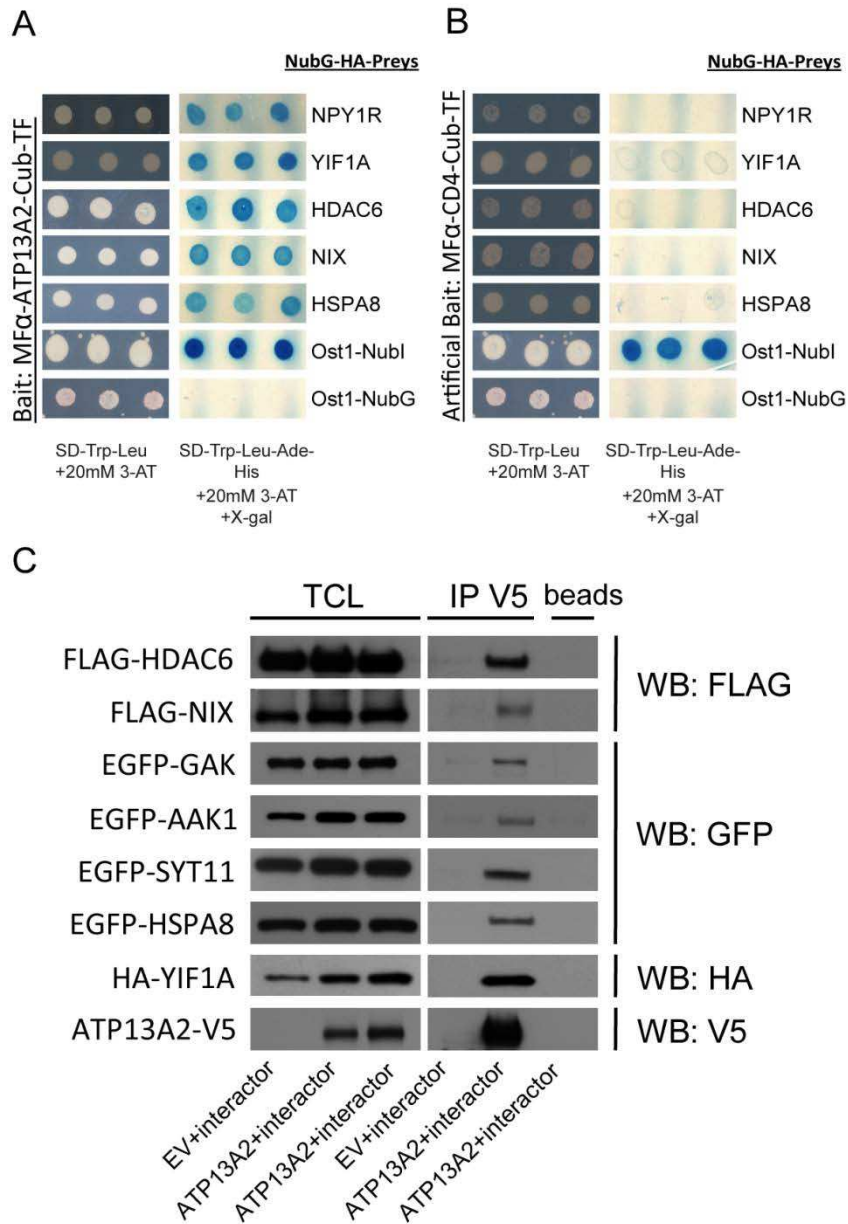 A
NubG-HA-Preys
Bait: MFα-ATP13A2-Cub-TF
NPY1R
YIF1A
HDAC6
NIX
HSPA8
Ost1-NubI
Ost1-NubG
SD-Trp-Leu
+20mM 3-AT
SD-Trp-Leu-Ade-
His
+20mM 3-AT
+X-gal
B
NubG-HA-Preys
Artificial Bait: MFα-CD4-Cub-TF
NPY1R
YIF1A
HDAC6
NIX
HSPA8
Ost1-NubI
Ost1-NubG
SD-Trp-Leu
+20mM 3-AT
SD-Trp-Leu-Ade-
His
+20mM 3-AT
+X-gal
C
TCL
IP V5
beads
FLAG-HDAC6
FLAG-NIX
WB: FLAG
EGFP-GAK
EGFP-AAK1
EGFP-SYT11
EGFP-HSPA8
WB: GFP
HA-YIF1A
WB: HA
ATP13A2-V5
WB: V5
EV+interactor
ATP13A2+interactor
ATP13A2+interactor
EV+interactor
ATP13A2+interactor
ATP13A2+interactor